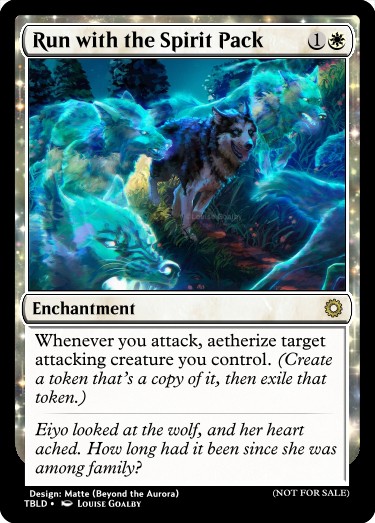 Run with the Spirit Pack 1
©Louise Goalby
Enchantment
Whenever you attack, aetherize target
attacking creature you control. (Create
a token that's a copy of it, then exile that
token.)
Eiyo looked at the wolf, and her heart
ached. How long had it been since she was
among family?
Design: Matte (Beyond the Aurora) (NOT FOR SALE)
TBLD • Louise Goalby